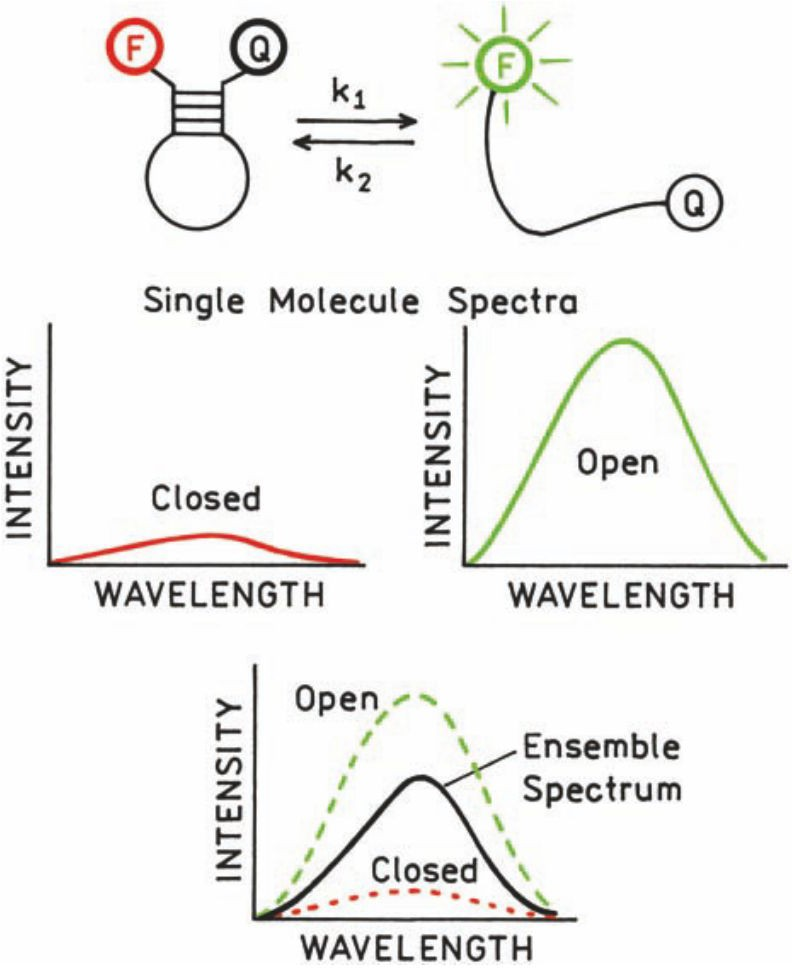 F
Q
k1
k2
F
Q
Single Molecule Spectra
INTENSITY
Closed
WAVELENGTH
INTENSITY
Open
WAVELENGTH
INTENSITY
Open
Ensemble
Spectrum
Closed
WAVELENGTH